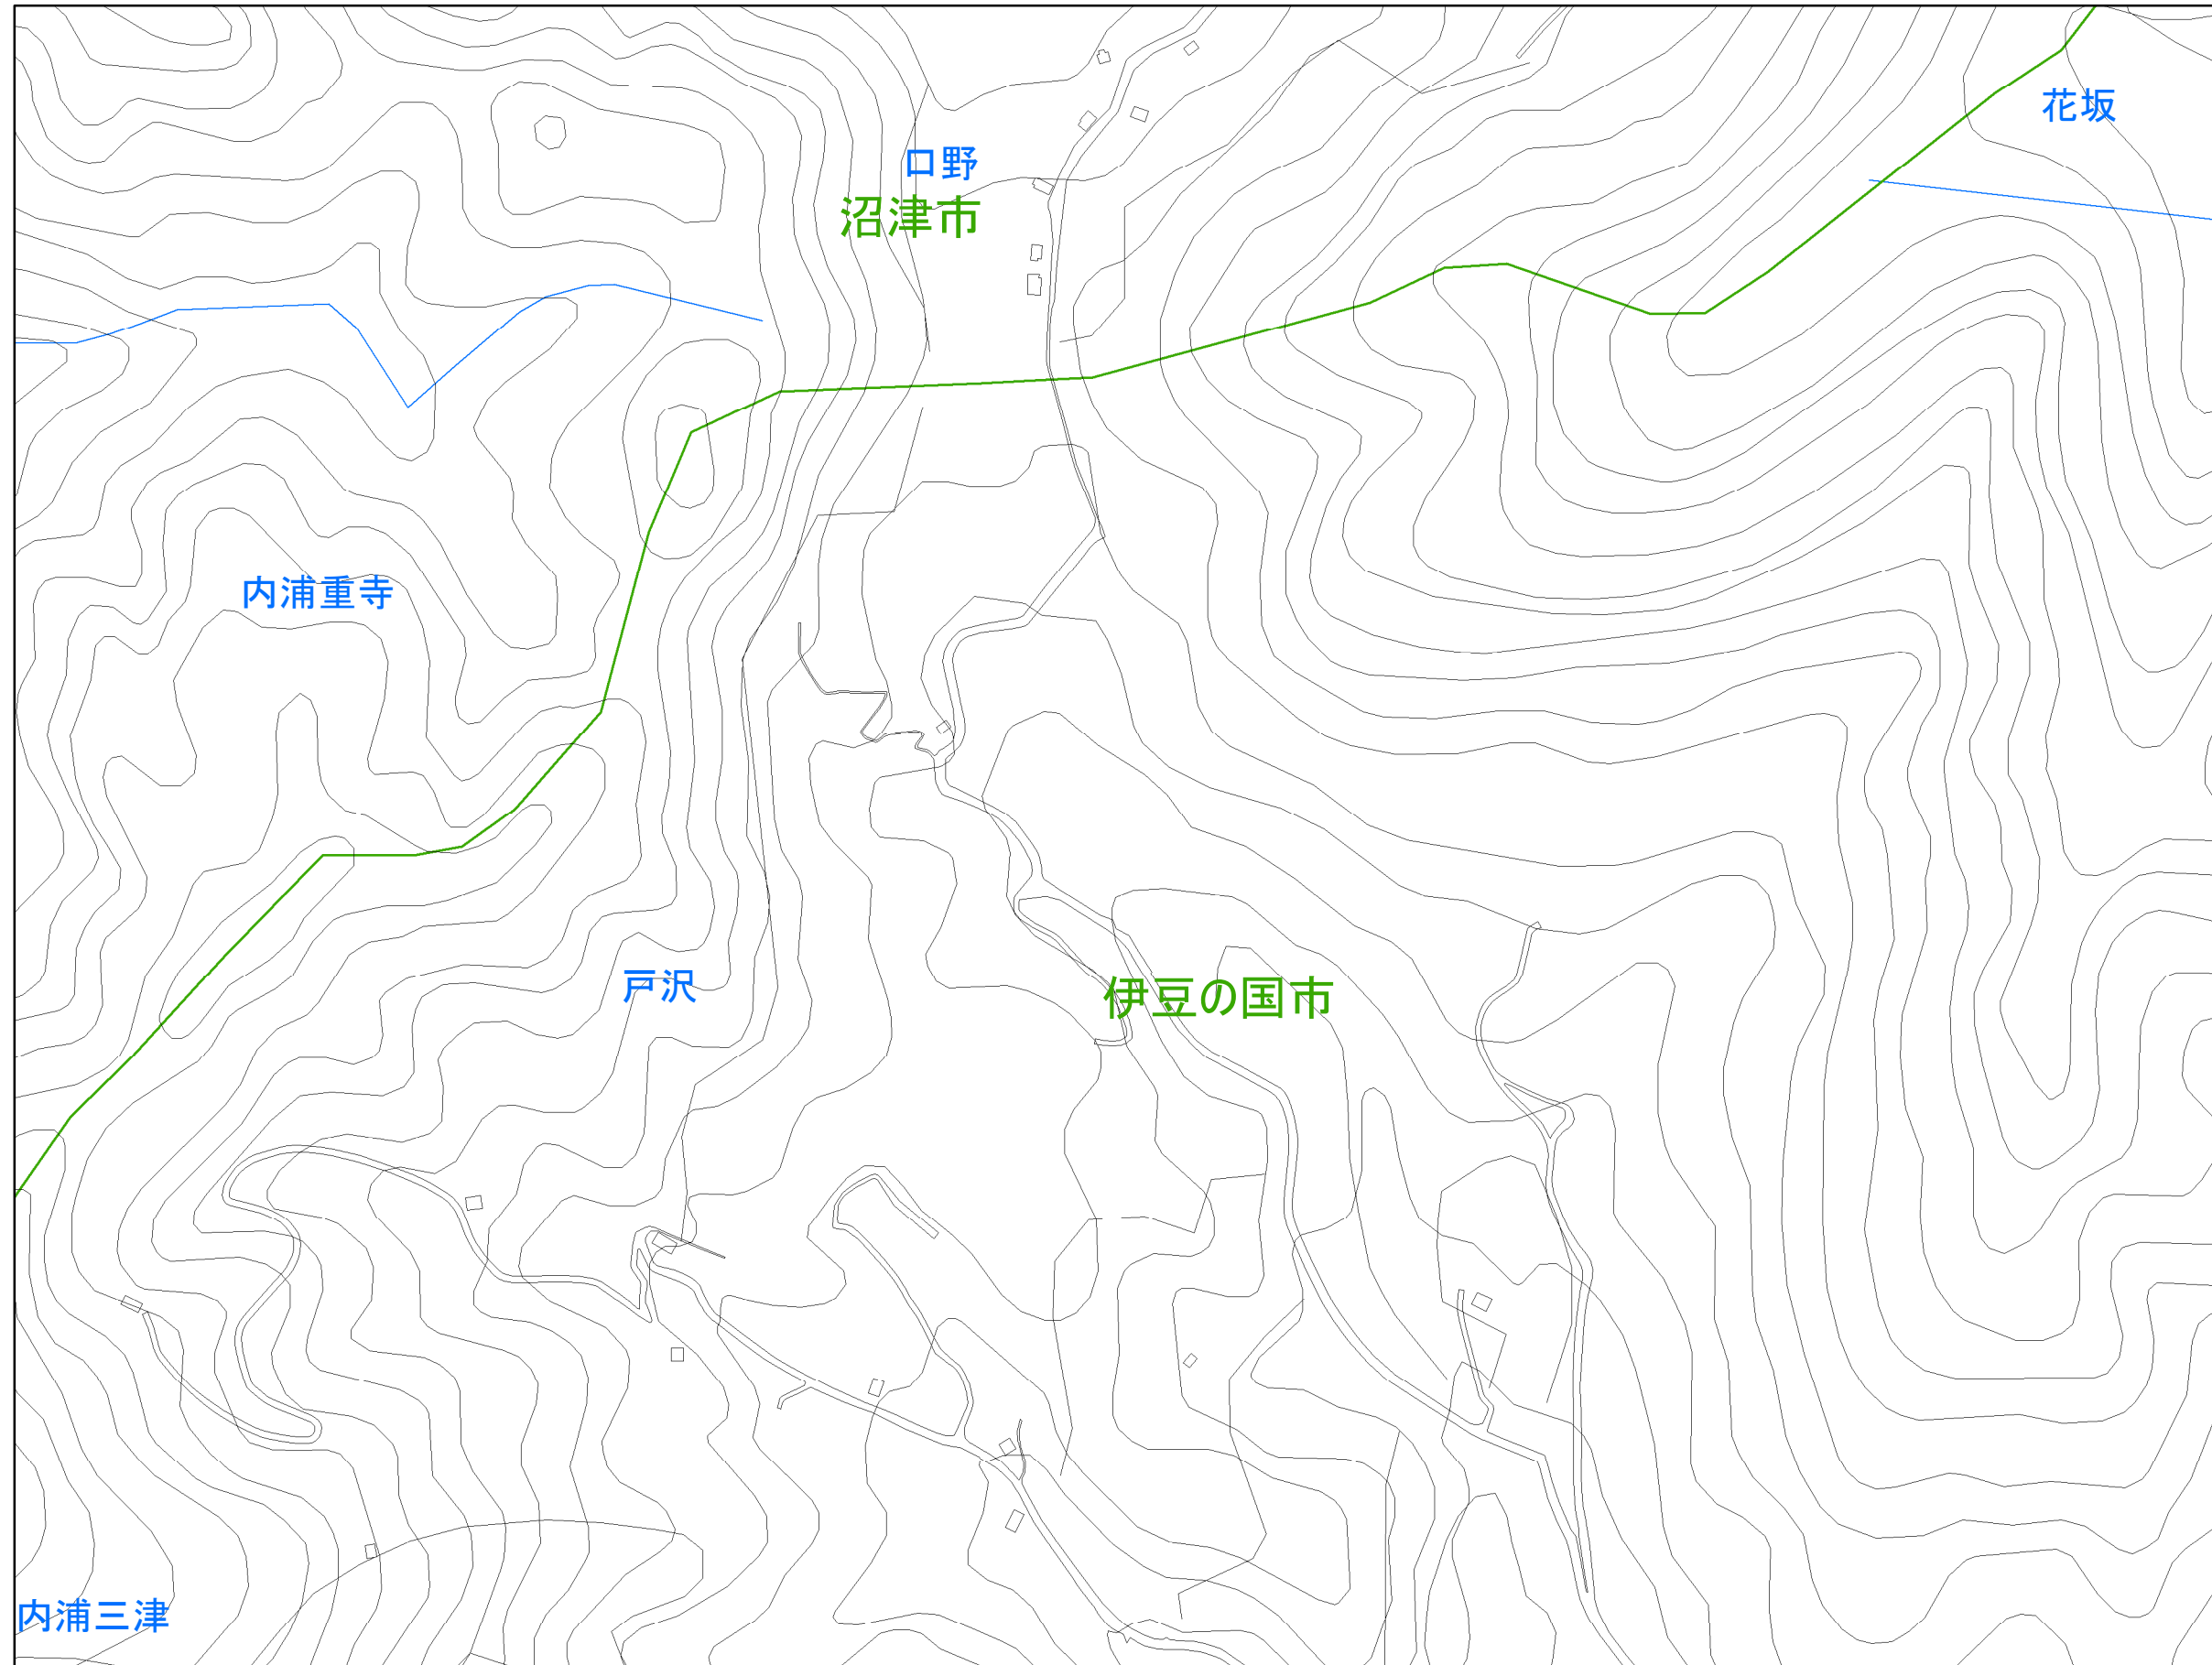 花坂
口野
沼津市
内浦重寺
戸沢
伊豆の国市
内浦三津